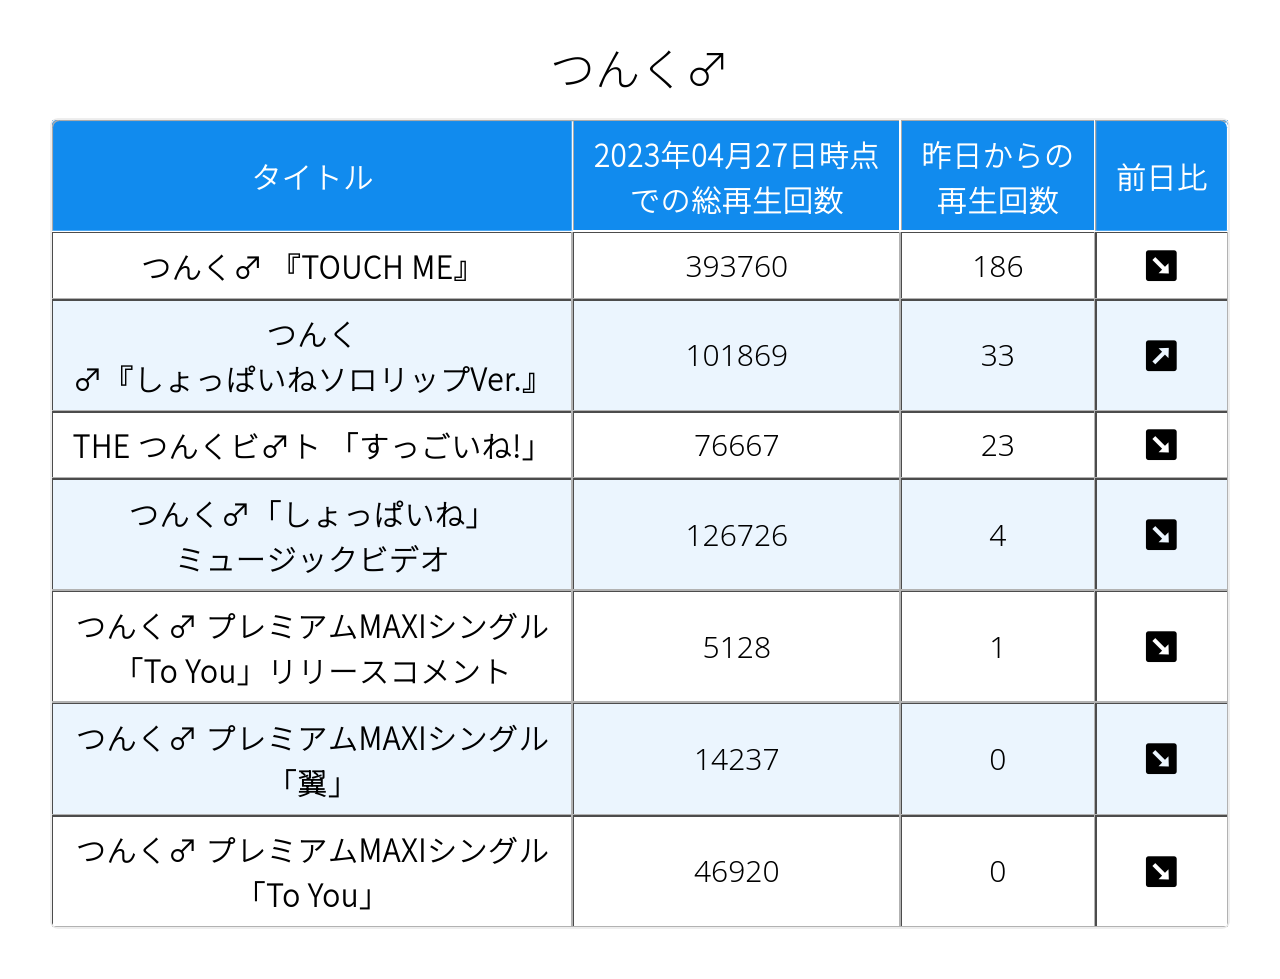 つんく♂
タイトル
2023年04月27日時点
での総再生回数
昨日からの
再生回数
前日比
つんく♂ 『TOUCH ME』
393760
186
↘
つんく
♂『しょっぱいねソロリップVer.』
101869
33
↗
THE つんくビ♂ト 「すっごいね!」
76667
23
↘
つんく♂「しょっぱいね」
ミュージックビデオ
126726
4
↘
つんく♂ プレミアムMAXIシングル
「To You」リリースコメント
5128
1
↘
つんく♂ プレミアムMAXIシングル
「翼」
14237
0
↘
つんく♂ プレミアムMAXIシングル
「To You」
46920
0
↘